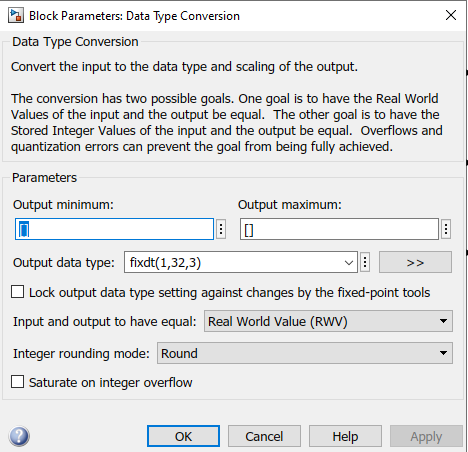 Block Parameters: Data Type Conversion
Data Type Conversion
Convert the input to the data type and scaling of the output.
The conversion has two possible goals. One goal is to have the Real World
Values of the input and the output be equal.  The other goal is to have the
Stored Integer Values of the input and the output be equal.  Overflows and
quantization errors can prevent the goal from being fully achieved.
Parameters
Output minimum: Output maximum:
[] []
Output data type: fixdt(1,32,3) >>
Lock output data type setting against changes by the fixed-point tools
Input and output to have equal: Real World Value (RWV)
Integer rounding mode: Round
Saturate on integer overflow
? OK Cancel Help Apply